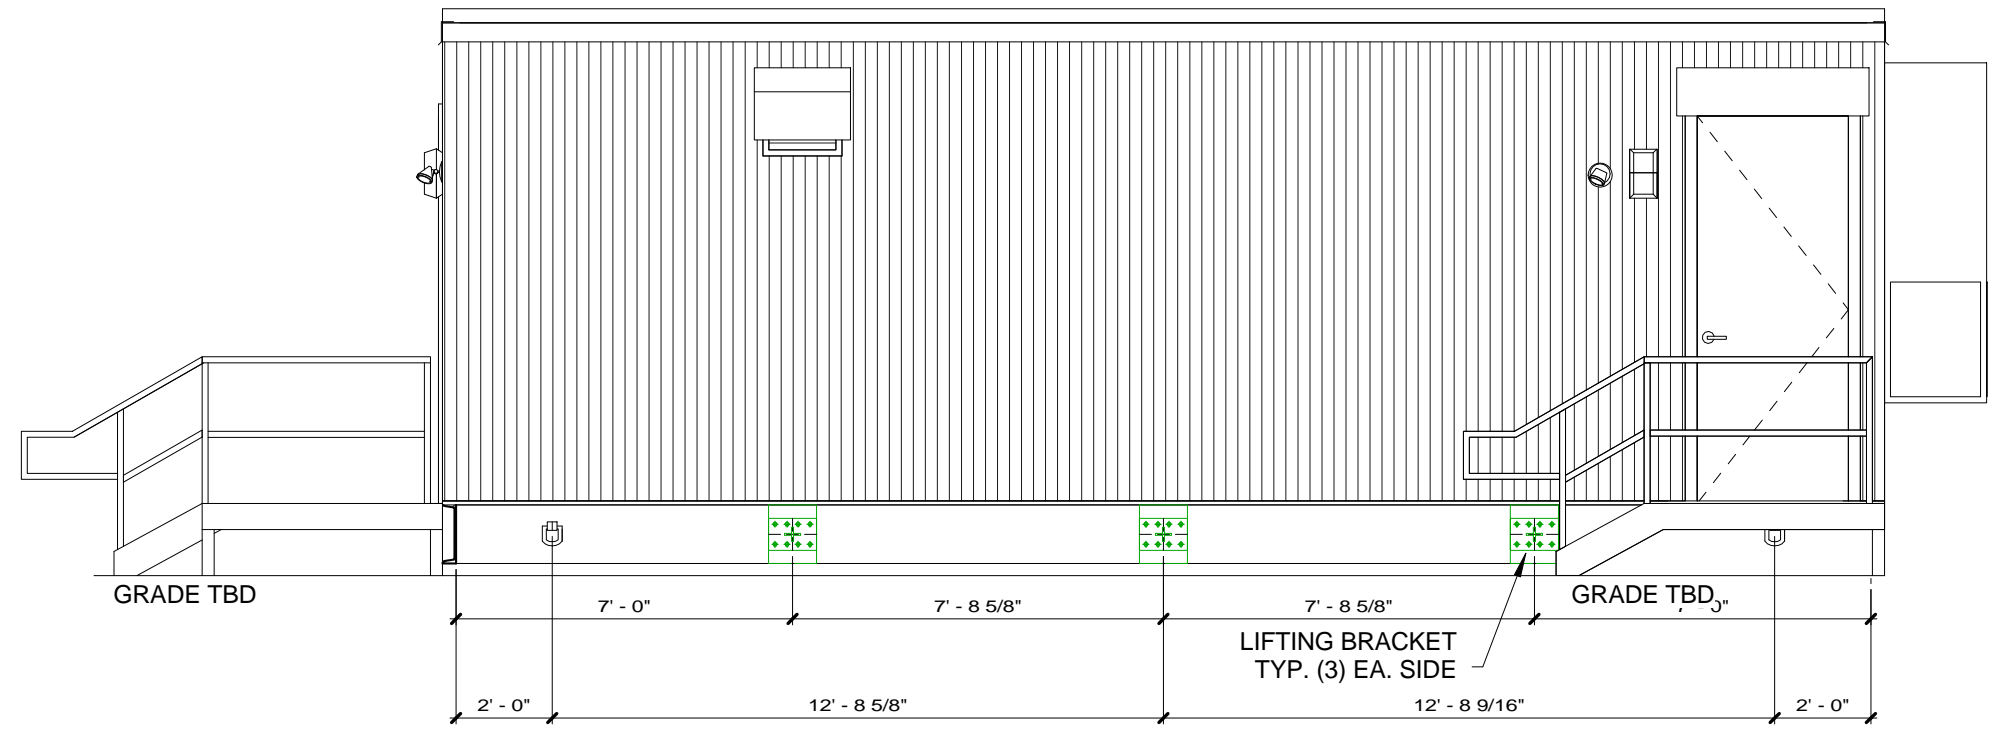 GRADE TBD
GRADE TBD
7' - 0"
7' - 8 5/8"
7' - 8 5/8"
LIFTING BRACKET
TYP. (3) EA. SIDE
2' - 0"
12' - 8 5/8"
12' - 8 9/16"
2' - 0"